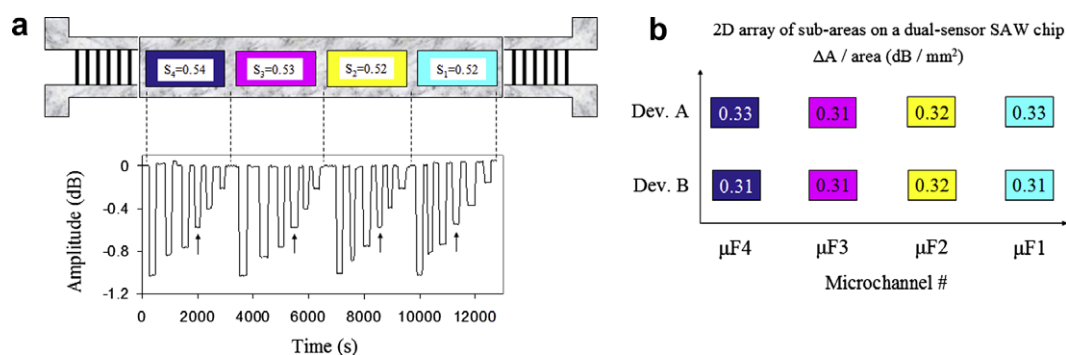 a
S₄=0.54 S₃=0.53 S₂=0.52 S₁=0.52
Amplitude (dB)
0
-0.4
-0.8
-1.2
0 2000 4000 6000 8000 10000 12000
Time (s)
b
2D array of sub-areas on a dual-sensor SAW chip
ΔA / area (dB / mm²)
Dev. A 0.33 0.31 0.32 0.33
Dev. B 0.31 0.31 0.32 0.31
μF4 μF3 μF2 μF1
Microchannel #